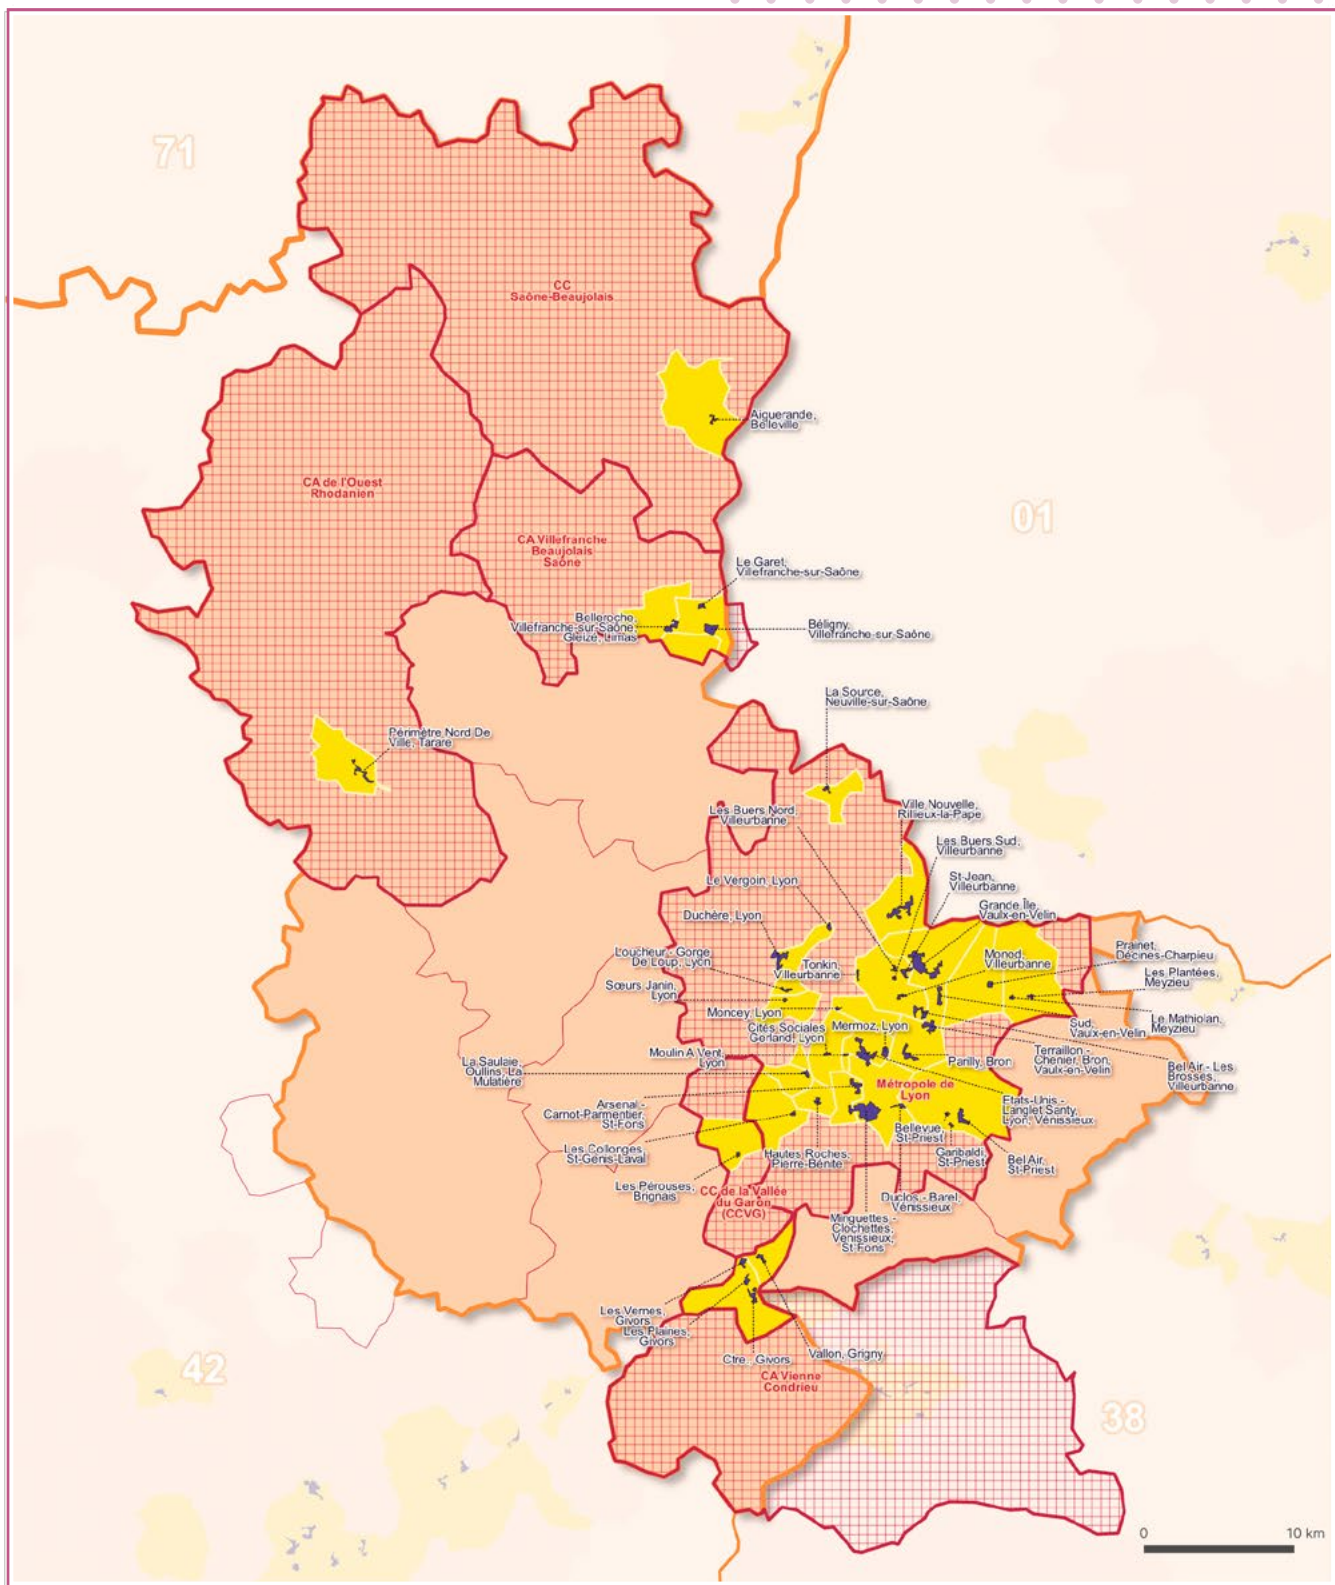 71
CC
Saône-Beaujolais
Aiguerande,
Belleville
CA de l'Ouest
Rhodanien
01
CA Villefranche
Beaujolais
Saône
Le Garet,
Villefranche-sur-Saône
Belleroche,
Villefranche-sur-Saône,
Gleizé, Limas
Béligny,
Villefranche-sur-Saône
La Source,
Neuville-sur-Saône
Périmètre Nord De
Ville, Tarare
Les Buers Nord,
Villeurbanne
Ville Nouvelle,
Rillieux-la-Pape
Les Buers Sud,
Villeurbanne
Le Vergoin, Lyon
St-Jean,
Villeurbanne
Duchère, Lyon
Grande Île,
Vaulx-en-Velin
Loucheur - Gorge
De Loup, Lyon
Tonkin,
Villeurbanne
Monod,
Villeurbanne
Prainet,
Décines-Charpieu
Les Plantées,
Meyzieu
Sœurs Janin,
Lyon
Moncey, Lyon
Sud,
Vaulx-en-Velin
Le Mathiolan,
Meyzieu
Cités Sociales
Gerland, Lyon
Mermoz, Lyon
Moulin A Vent,
Lyon
Parilly, Bron
Terraillon -
Chenier, Bron,
Vaulx-en-Velin
Bel Air - Les
Brosses,
Villeurbanne
La Saulaie,
Oullins, La
Mulatière
Métropole de
Lyon
Arsenal -
Carnot-Parmentier,
St-Fons
Etats-Unis -
Langlet Santy,
Lyon, Vénissieux
Bellevue,
St-Priest
Les Collonges,
St-Genis-Laval
Hautes Roches,
Pierre-Bénite
Garibaldi,
St-Priest
Bel Air,
St-Priest
Les Pérouses,
Brignais
CC de la Vallée
du Garon
(CCVG)
Duclos - Barel,
Vénissieux
Minguettes -
Clochettes,
Vénissieux,
St-Fons
Les Vernes,
Givors
Les Plaines,
Givors
Ctre, Givors
Vallon, Grigny
42
CA Vienne
Condrieu
38
0
10 km